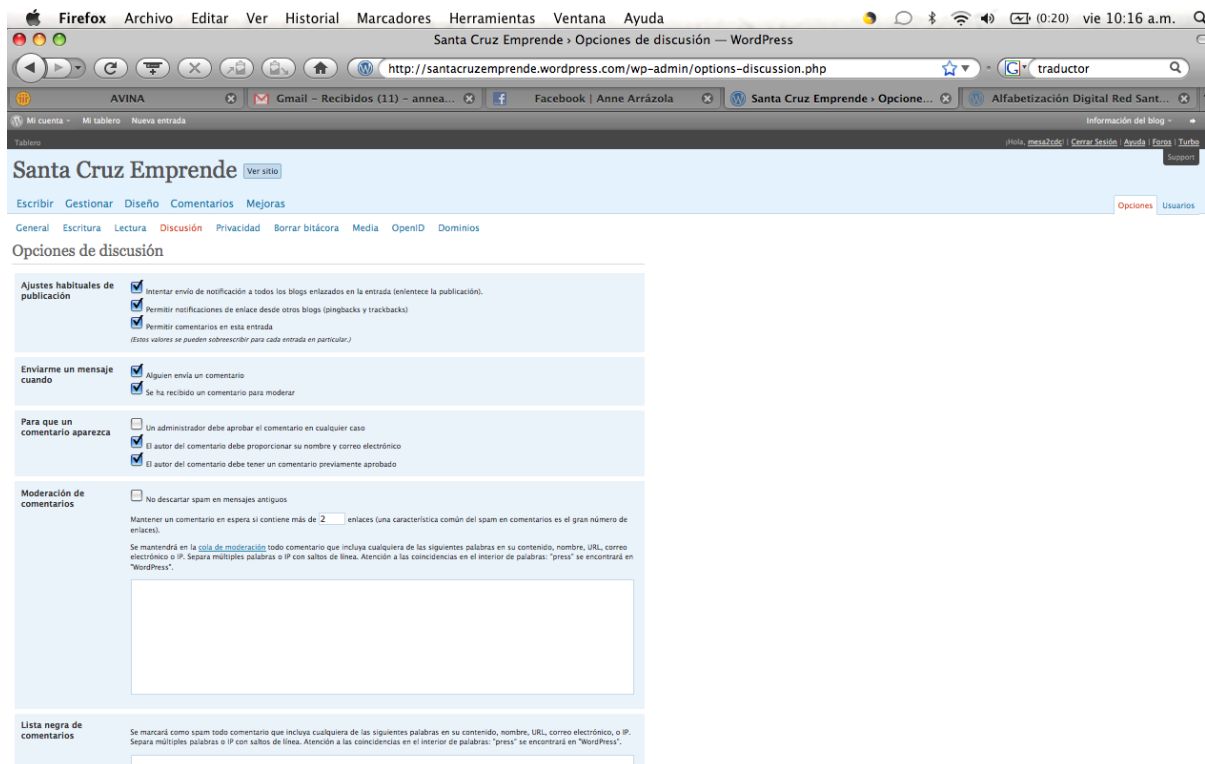 Firefox Archivo Editar Ver Historial Marcadores Herramientas Ventana Ayuda (0:20) vie 10:16 a.m.
Santa Cruz Emprende › Opciones de discusión — WordPress
http://santacruzemprende.wordpress.com/wp-admin/options-discussion.php traductor
AVINA Gmail – Recibidos (11) – annea... Facebook | Anne Arrázola Santa Cruz Emprende › Opcione... Alfabetización Digital Red Sant...
Mi cuenta Mi tablero Nueva entrada Información del blog
Tablero ¡Hola, mesa2cdc! | Cerrar Sesión | Ayuda | Foros | Turbo
Santa Cruz Emprende Ver sitio Support
Escribir Gestionar Diseño Comentarios Mejoras Opciones Usuarios
General Escritura Lectura Discusión Privacidad Borrar bitácora Media OpenID Dominios
Opciones de discusión
Ajustes habituales de
publicación
Intentar envío de notificación a todos los blogs enlazados en la entrada (enlentece la publicación).
Permitir notificaciones de enlace desde otros blogs (pingbacks y trackbacks)
Permitir comentarios en esta entrada
(Estos valores se pueden sobreescribir para cada entrada en particular.)
Enviarme un mensaje
cuando
Alguien envía un comentario
Se ha recibido un comentario para moderar
Para que un
comentario aparezca
Un administrador debe aprobar el comentario en cualquier caso
El autor del comentario debe proporcionar su nombre y correo electrónico
El autor del comentario debe tener un comentario previamente aprobado
Moderación de
comentarios
No descartar spam en mensajes antiguos
Mantener un comentario en espera si contiene más de 2 enlaces (una característica común del spam en comentarios es el gran número de
enlaces).
Se mantendrá en la cola de moderación todo comentario que incluya cualquiera de las siguientes palabras en su contenido, nombre, URL, correo
electrónico o IP. Separa múltiples palabras o IP con saltos de línea. Atención a las coincidencias en el interior de palabras: "press" se encontrará en
"WordPress".
Lista negra de
comentarios
Se marcará como spam todo comentario que incluya cualquiera de las siguientes palabras en su contenido, nombre, URL, correo electrónico, o IP.
Separa múltiples palabras o IP con saltos de línea. Atención a las coincidencias en el interior de palabras: "press" se encontrará en "WordPress".